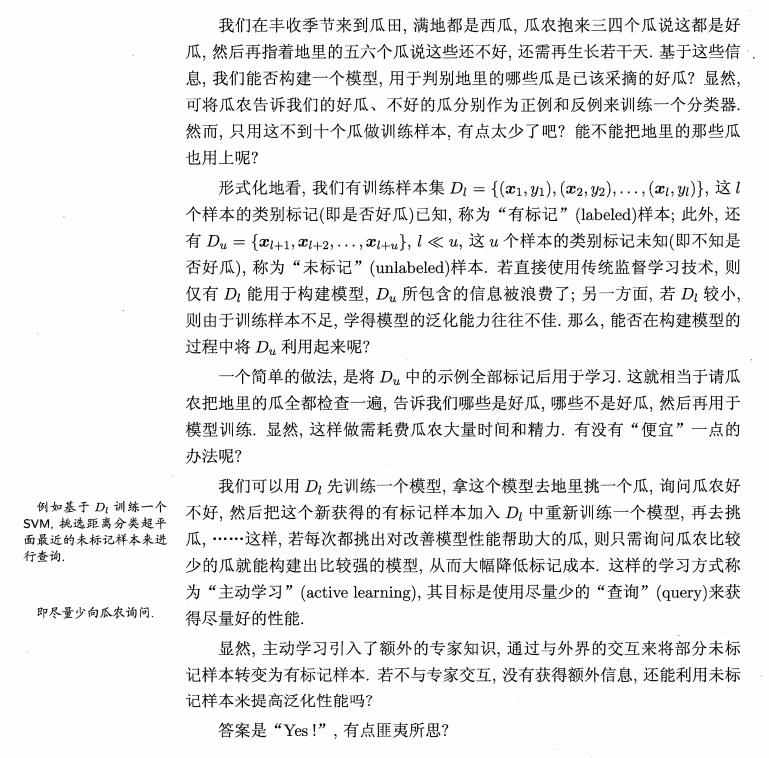 我们在丰收季节来到瓜田, 满地都是西瓜, 瓜农抱来三四个瓜说这都是好
瓜, 然后再指着地里的五六个瓜说这些还不好, 还需再生长若干天. 基于这些信
息, 我们能否构建一个模型, 用于判别地里的哪些瓜是已该采摘的好瓜? 显然,
可将瓜农告诉我们的好瓜、不好的瓜分别作为正例和反例来训练一个分类器.
然而, 只用这不到十个瓜做训练样本, 有点太少了吧? 能不能把地里的那些瓜
也用上呢?
形式化地看, 我们有训练样本集 Dₗ = {(x₁, y₁), (x₂, y₂), . . . , (xₗ, yₗ)}, 这 l
个样本的类别标记(即是否好瓜)已知, 称为“有标记” (labeled)样本; 此外, 还
有 Dᵤ = {xₗ₊₁, xₗ₊₂, . . . , xₗ₊ᵤ}, l ≪ u, 这 u 个样本的类别标记未知(即不知是
否好瓜), 称为“未标记” (unlabeled)样本. 若直接使用传统监督学习技术, 则
仅有 Dₗ 能用于构建模型, Dᵤ 所包含的信息被浪费了; 另一方面, 若 Dₗ 较小,
则由于训练样本不足, 学得模型的泛化能力往往不佳. 那么, 能否在构建模型的
过程中将 Dᵤ 利用起来呢?
一个简单的做法, 是将 Dᵤ 中的示例全部标记后用于学习. 这就相当于请瓜
农把地里的瓜全都检查一遍, 告诉我们哪些是好瓜, 哪些不是好瓜, 然后再用于
模型训练. 显然, 这样做需耗费瓜农大量时间和精力. 有没有“便宜”一点的
办法呢?
我们可以用 Dₗ 先训练一个模型, 拿这个模型去地里挑一个瓜, 询问瓜农好
不好, 然后把这个新获得的有标记样本加入 Dₗ 中重新训练一个模型, 再去挑
瓜, ……这样, 若每次都挑出对改善模型性能帮助大的瓜, 则只需询问瓜农比较
少的瓜就能构建出比较强的模型, 从而大幅降低标记成本. 这样的学习方式称
为“主动学习” (active learning), 其目标是使用尽量少的“查询” (query)来获
得尽量好的性能.
例如基于 Dₗ 训练一个
SVM, 挑选距离分类超平
面最近的未标记样本来进
行查询.
即尽量少向瓜农询问.
显然, 主动学习引入了额外的专家知识, 通过与外界的交互来将部分未标
记样本转变为有标记样本. 若不与专家交互, 没有获得额外信息, 还能利用未标
记样本来提高泛化性能吗?
答案是“Yes !”, 有点匪夷所思?